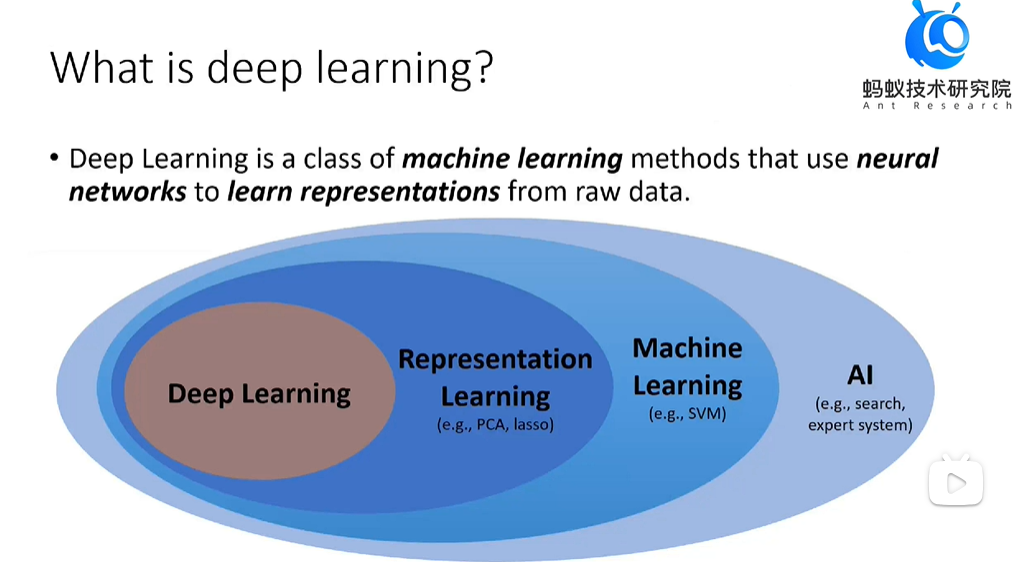 What is deep learning?
蚂蚁技术研究院
Ant Research
• Deep Learning is a class of machine learning methods that use neural
networks to learn representations from raw data.
Deep Learning
Representation
Learning
(e.g., PCA, lasso)
Machine
Learning
(e.g., SVM)
AI
(e.g., search,
expert system)